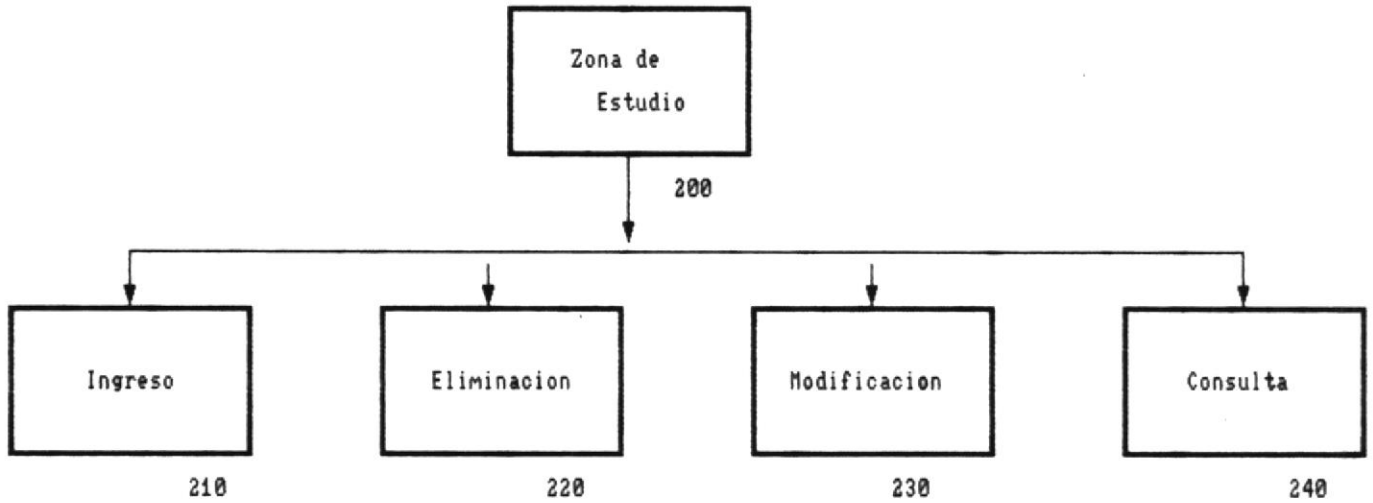 Zona de
Estudio
200
Ingreso
Eliminacion
Modificacion
Consulta
210
220
230
240